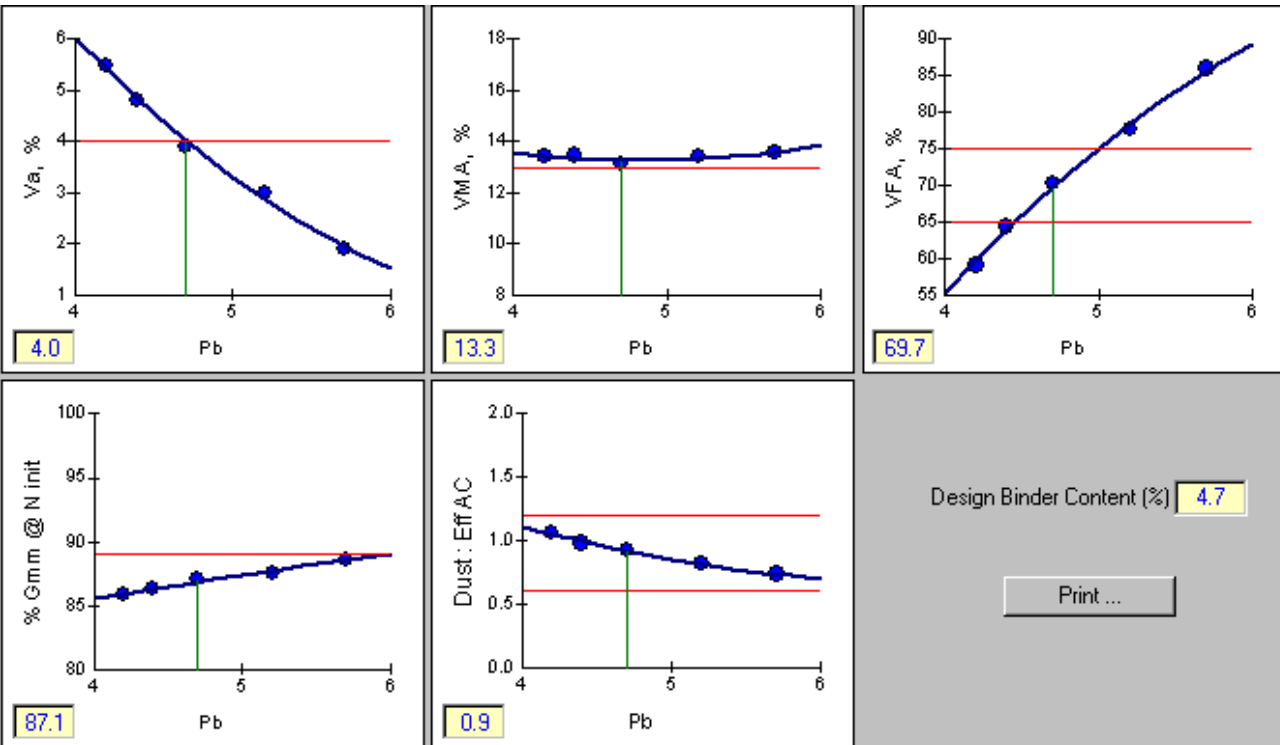 6
5
4
3
2
1
Va, %
4 5 6
4.0
Pb
18
16
14
12
10
8
VMA, %
4 5 6
13.3
Pb
90
85
80
75
70
65
60
55
VFA, %
4 5 6
69.7
Pb
100
95
90
85
80
% Gmm @ N init
4 5 6
87.1
Pb
2.0
1.5
1.0
0.5
0.0
Dust : Eff AC
4 5 6
0.9
Pb
Design Binder Content (%) 4.7
Print ...